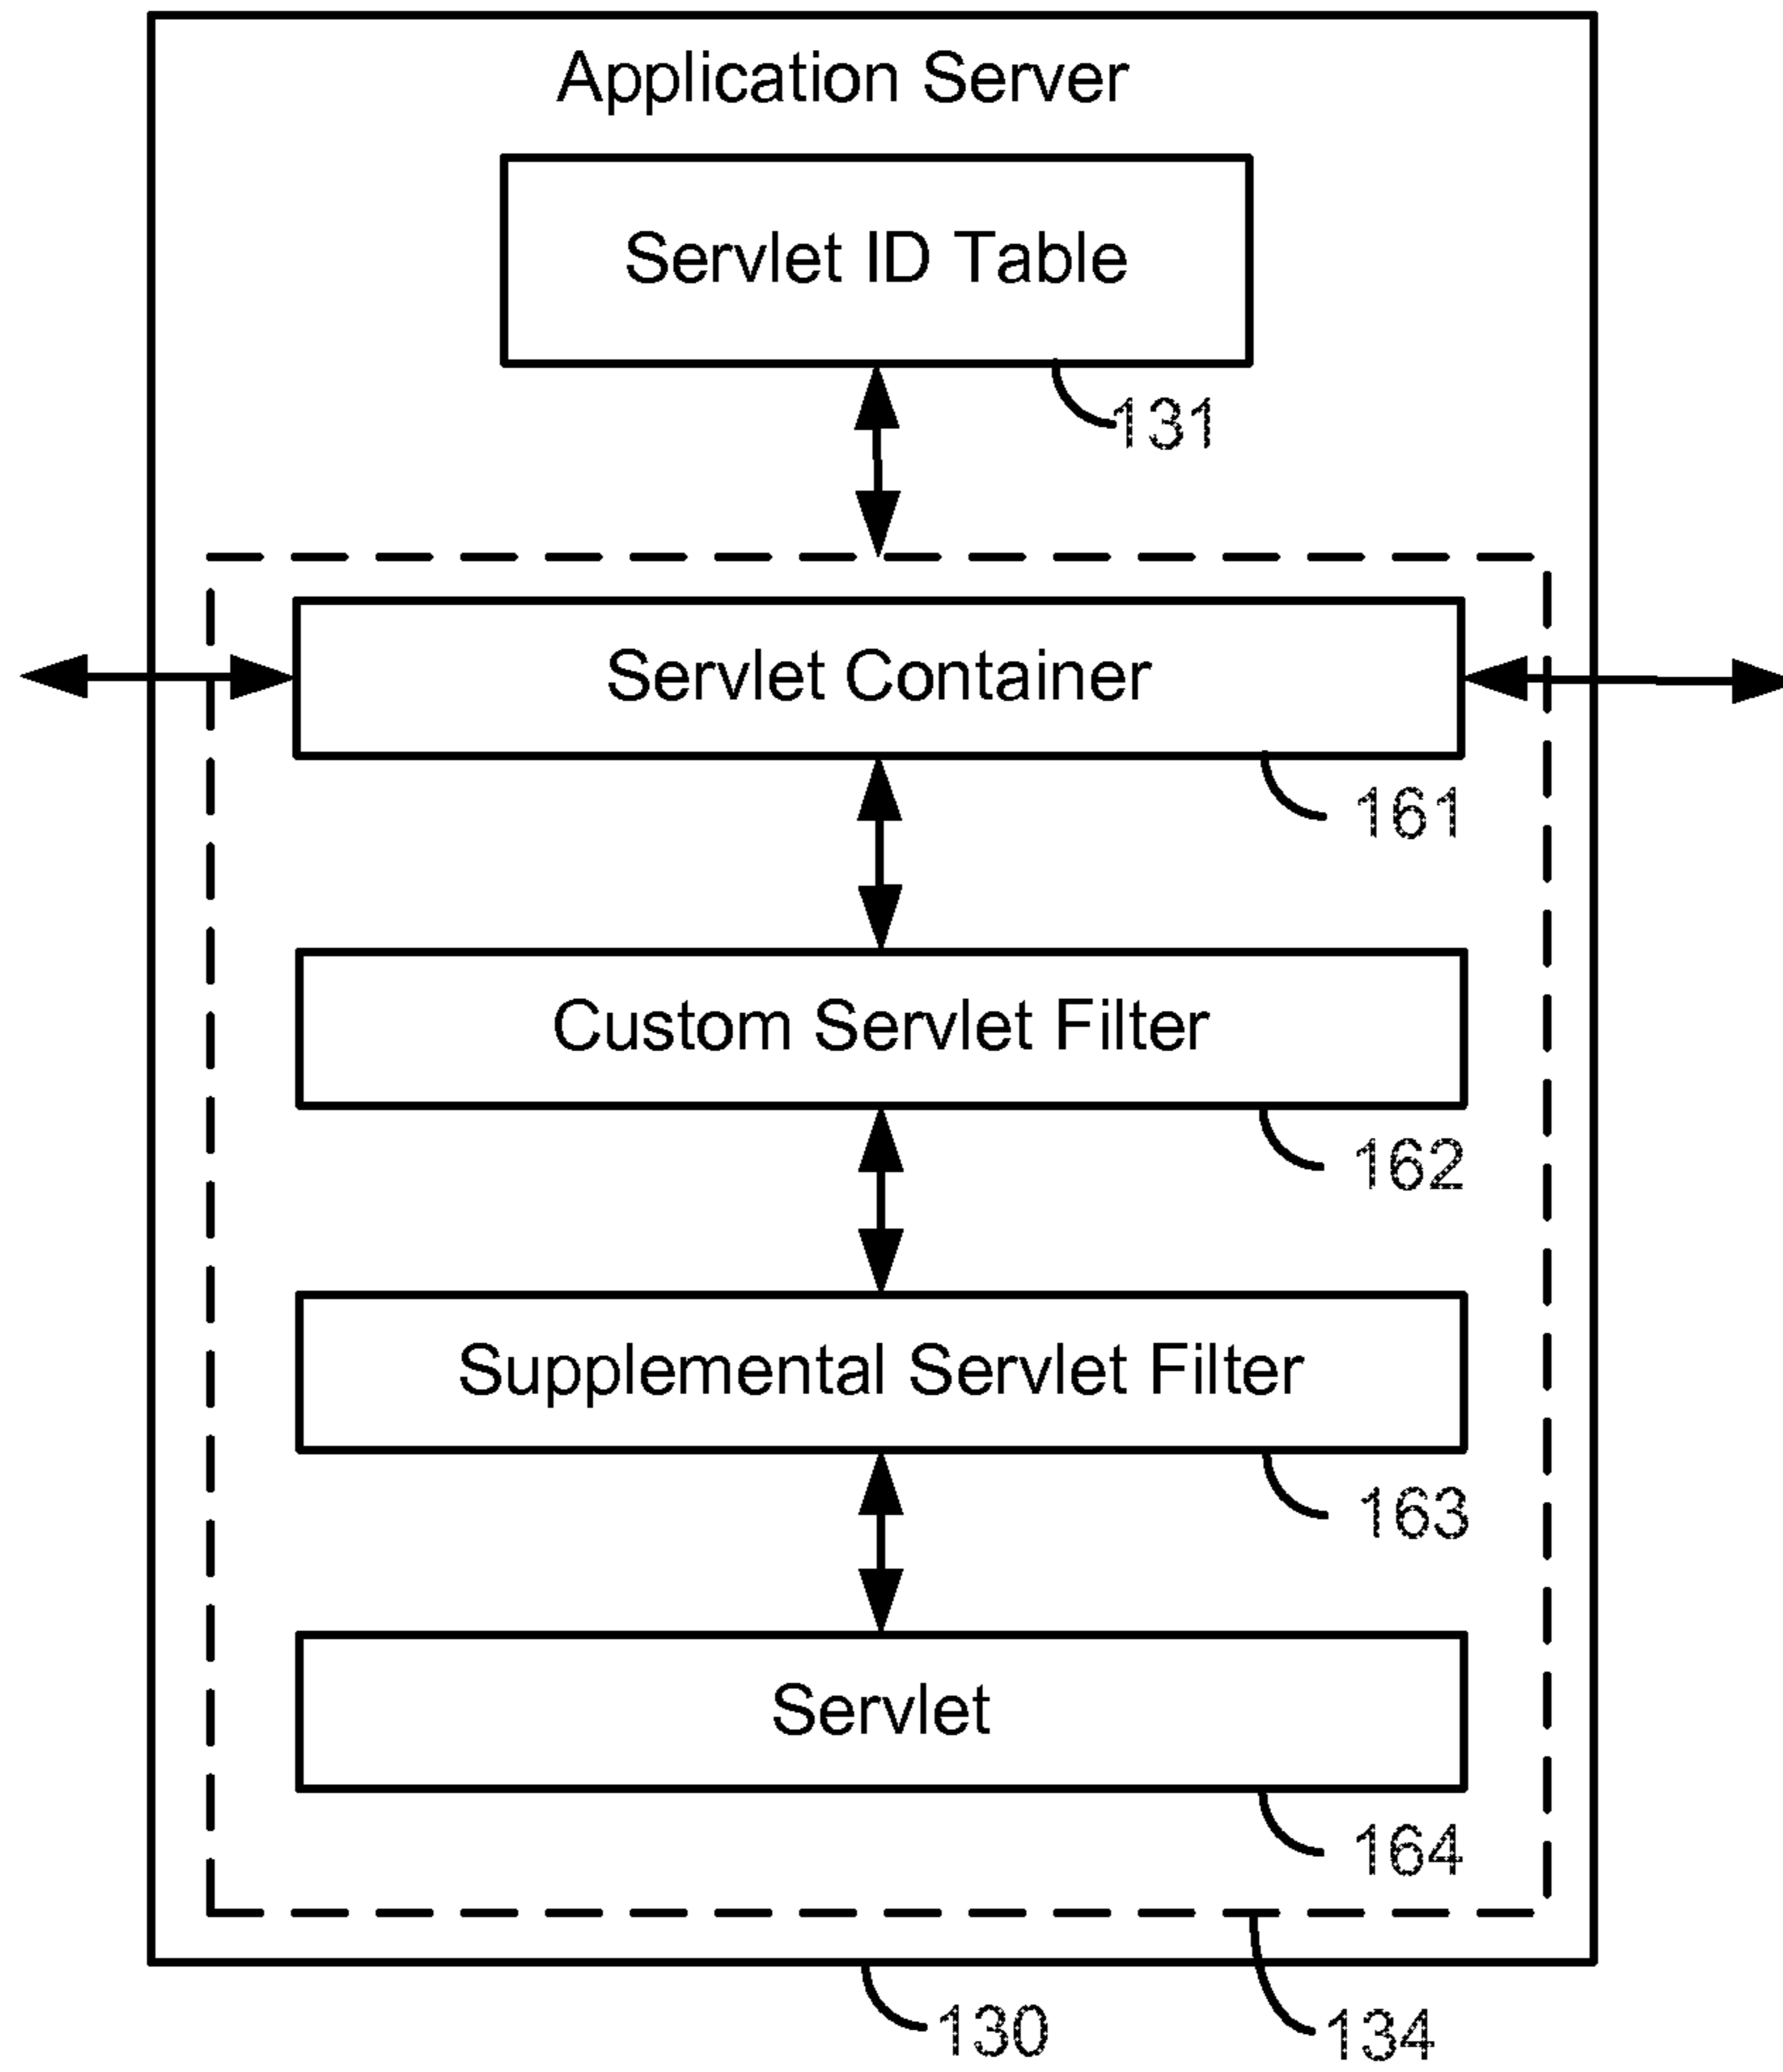 Application Server
Servlet ID Table
131
Servlet Container
161
Custom Servlet Filter
162
Supplemental Servlet Filter
163
Servlet
164
130
134